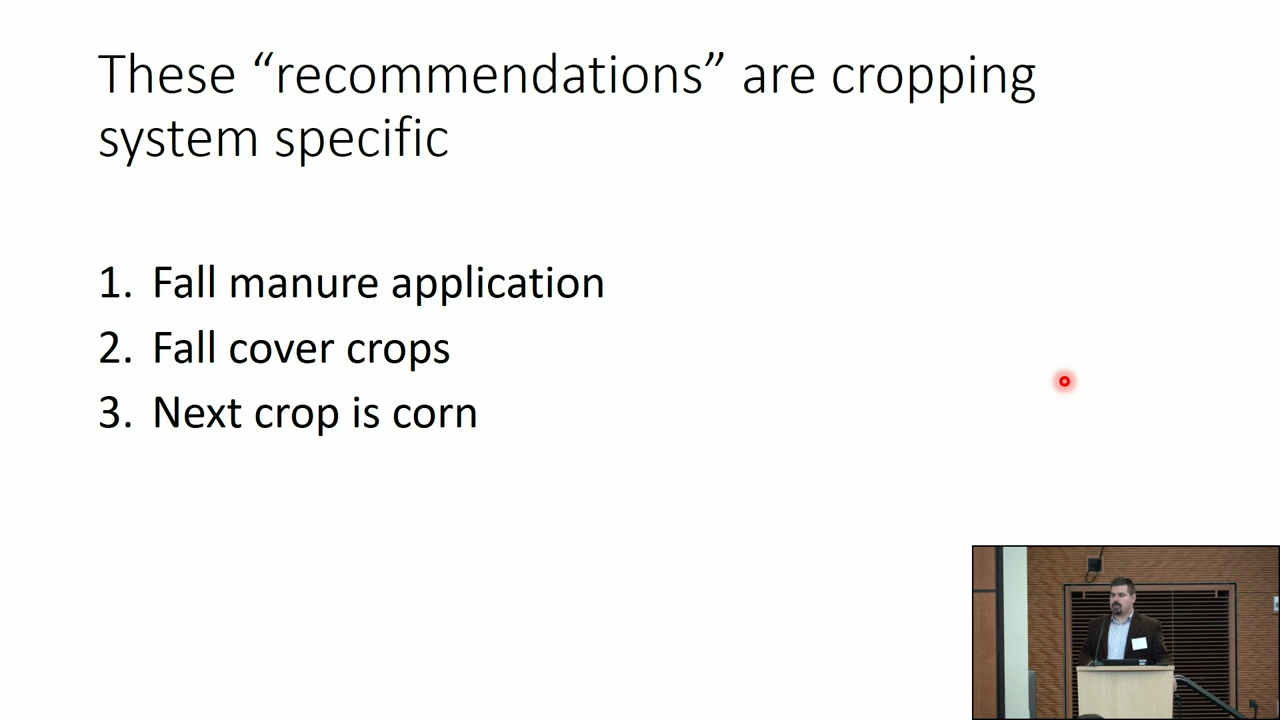 These “recommendations” are cropping
system specific
1. Fall manure application
2. Fall cover crops
3. Next crop is corn